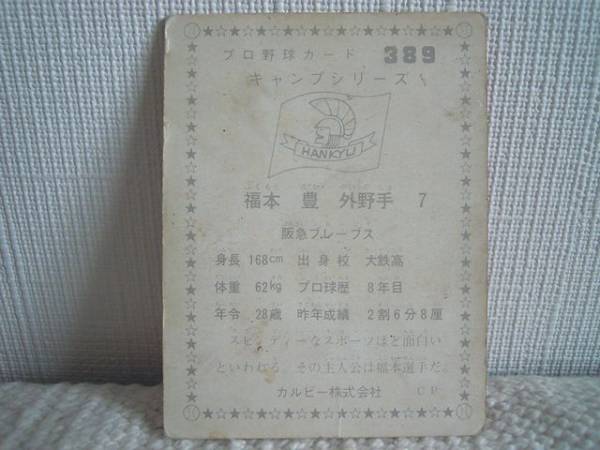 プロ野球カード 389
キャンプシリーズ
HANKYU
福本 豊 外野手 7
阪急ブレーブス
身長 168cm 出身校 大鉄高
体重 62kg プロ球歴 8年目
年令 28歳 昨年成績 2割6分8厘
スピーディーなスポーツほど面白い
といわれる。その主人公は福本選手だ。
カルビー株式会社